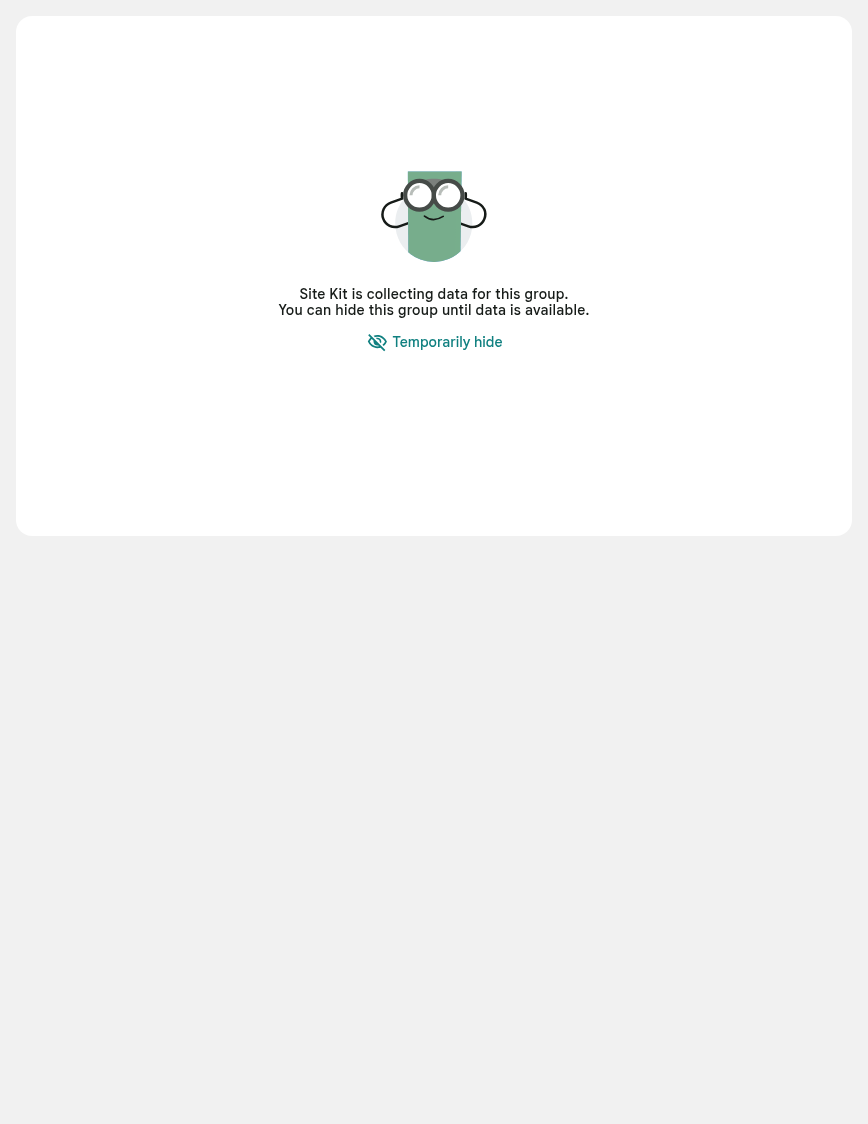 Site Kit is collecting data for this group.
You can hide this group until data is available.
Temporarily hide